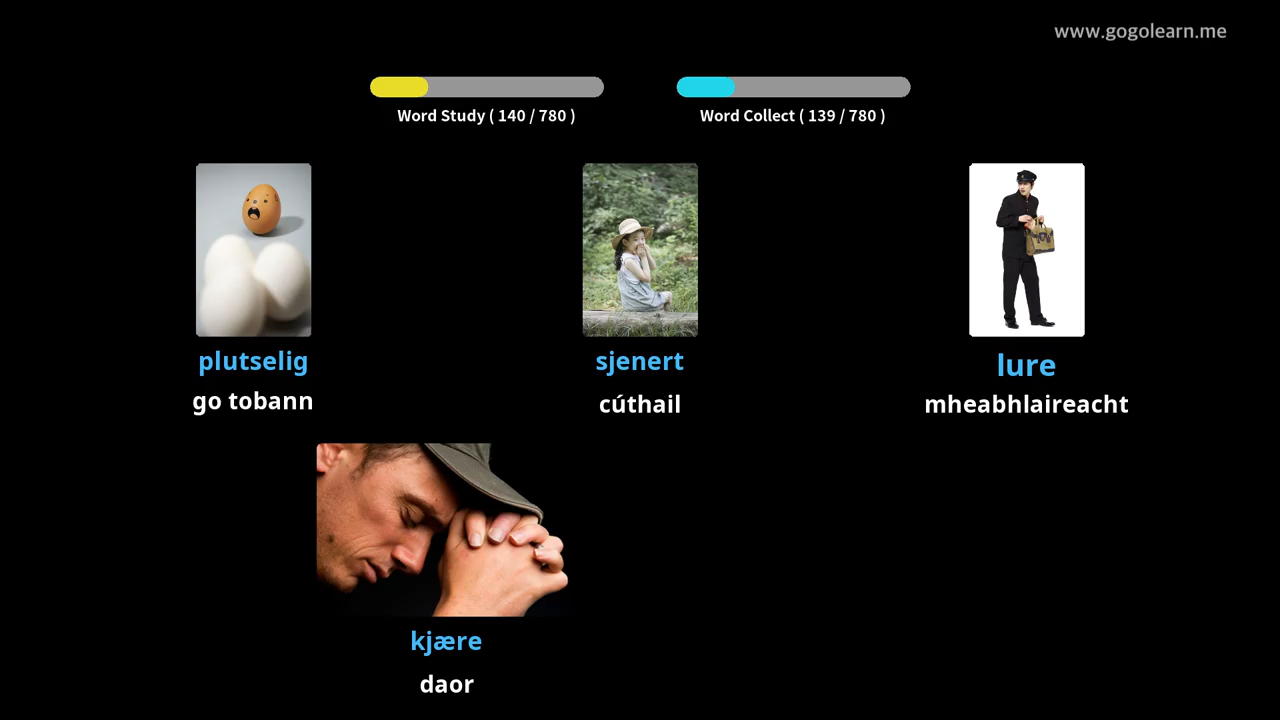 www.gogolearn.me
Word Study ( 140 / 780 )
Word Collect ( 139 / 780 )
plutselig
sjenert
lure
go tobann
cúthail
mheabhlaireacht
kjære
daor